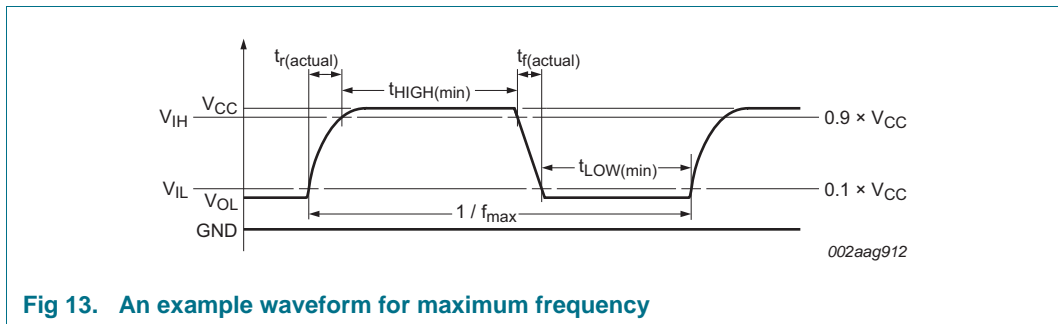 tr(actual)
tf(actual)
tHIGH(min)
VCC
VIH
0.9 × VCC
tLOW(min)
VIL
0.1 × VCC
VOL
1 / fmax
GND
002aag912
Fig 13. An example waveform for maximum frequency